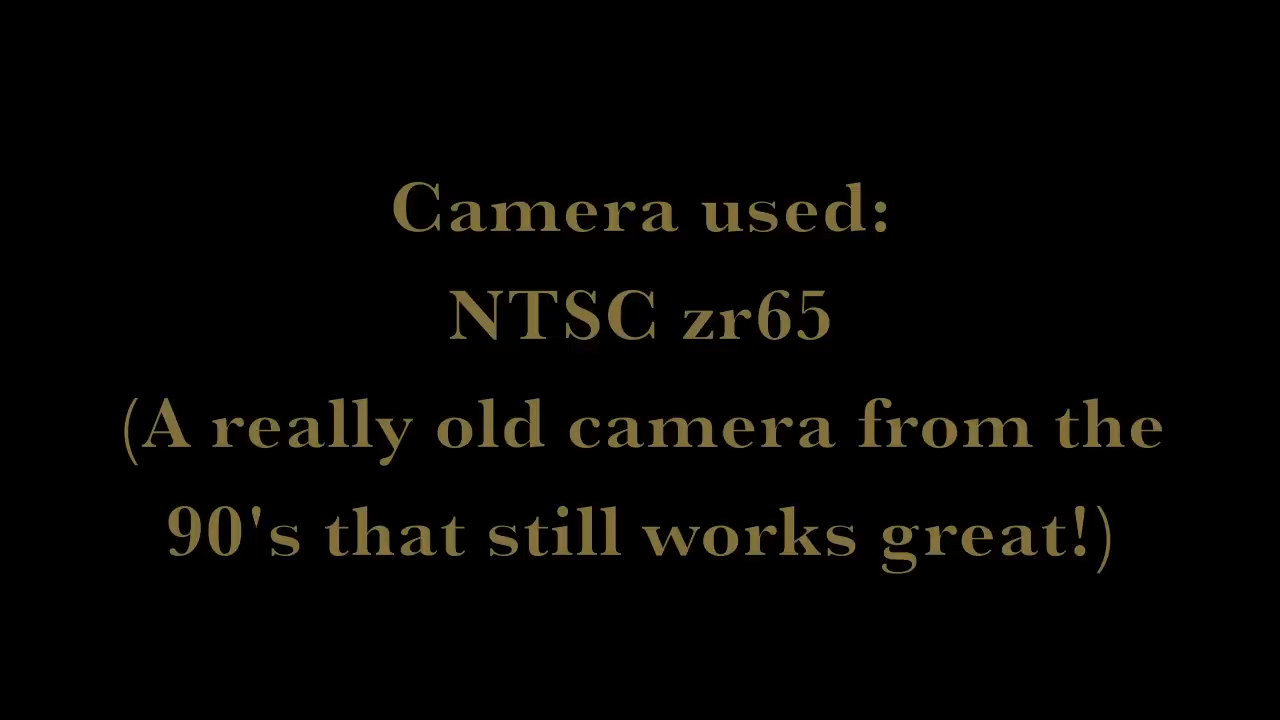 Camera used:
NTSC zr65
(A really old camera from the
90's that still works great!)